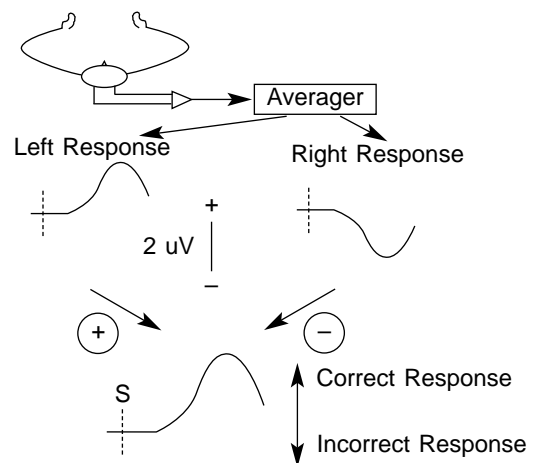 Averager
Left Response
Right Response
+
2 uV
−
+
−
S
Correct Response
Incorrect Response